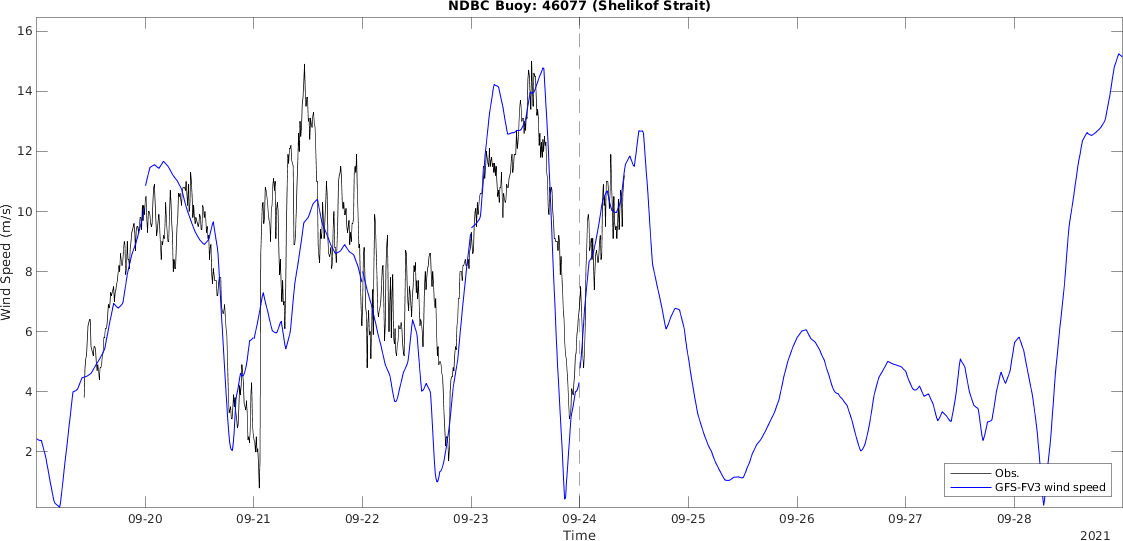 NDBC Buoy: 46077 (Shelikof Strait)
16
14
12
10
8
6
4
2
Wind Speed (m/s)
Obs.
GFS-FV3 wind speed
09-20 09-21 09-22 09-23 09-24 09-25 09-26 09-27 09-28
Time
2021